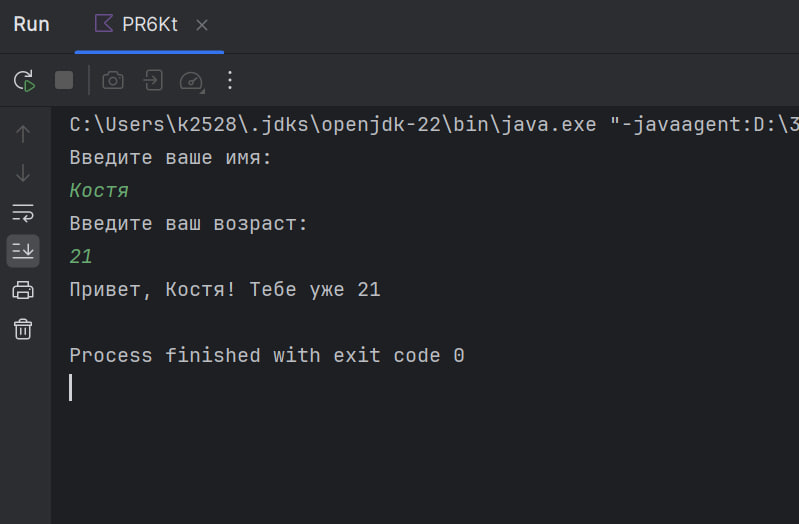 Run PR6Kt
C:\Users\k2528\.jdks\openjdk-22\bin\java.exe "-javaagent:D:\3
Введите ваше имя:
Костя
Введите ваш возраст:
21
Привет, Костя! Тебе уже 21
Process finished with exit code 0